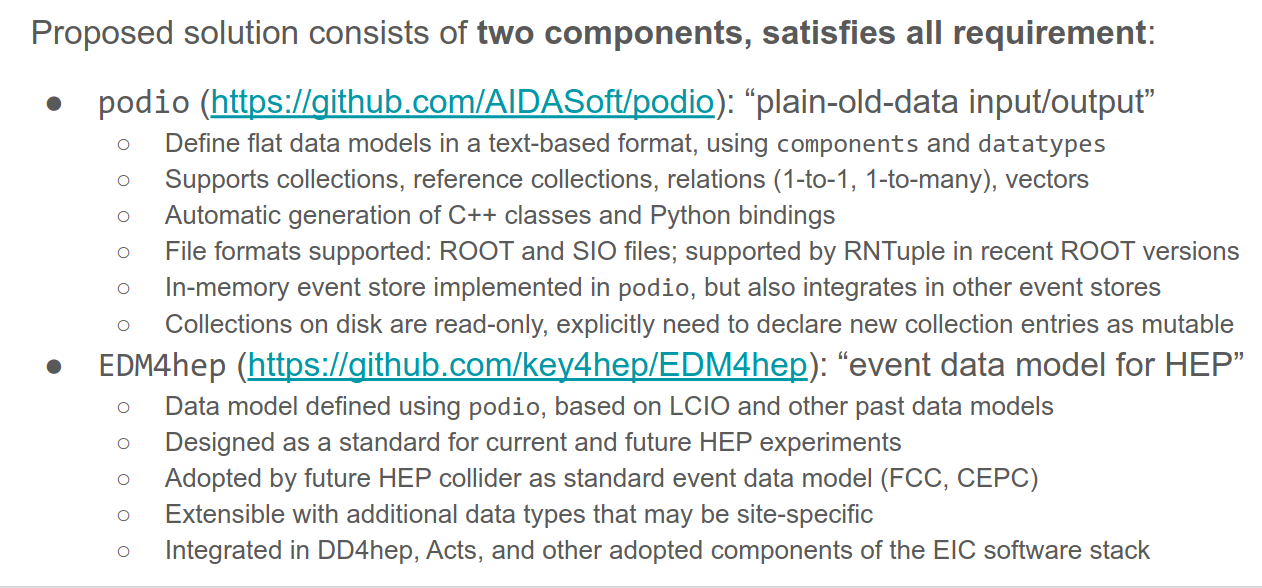 Proposed solution consists of two components, satisfies all requirement:
● podio (https://github.com/AIDASoft/podio): “plain-old-data input/output”
○ Define flat data models in a text-based format, using components and datatypes
○ Supports collections, reference collections, relations (1-to-1, 1-to-many), vectors
○ Automatic generation of C++ classes and Python bindings
○ File formats supported: ROOT and SIO files; supported by RNTuple in recent ROOT versions
○ In-memory event store implemented in podio, but also integrates in other event stores
○ Collections on disk are read-only, explicitly need to declare new collection entries as mutable
● EDM4hep (https://github.com/key4hep/EDM4hep): “event data model for HEP”
○ Data model defined using podio, based on LCIO and other past data models
○ Designed as a standard for current and future HEP experiments
○ Adopted by future HEP collider as standard event data model (FCC, CEPC)
○ Extensible with additional data types that may be site-specific
○ Integrated in DD4hep, Acts, and other adopted components of the EIC software stack